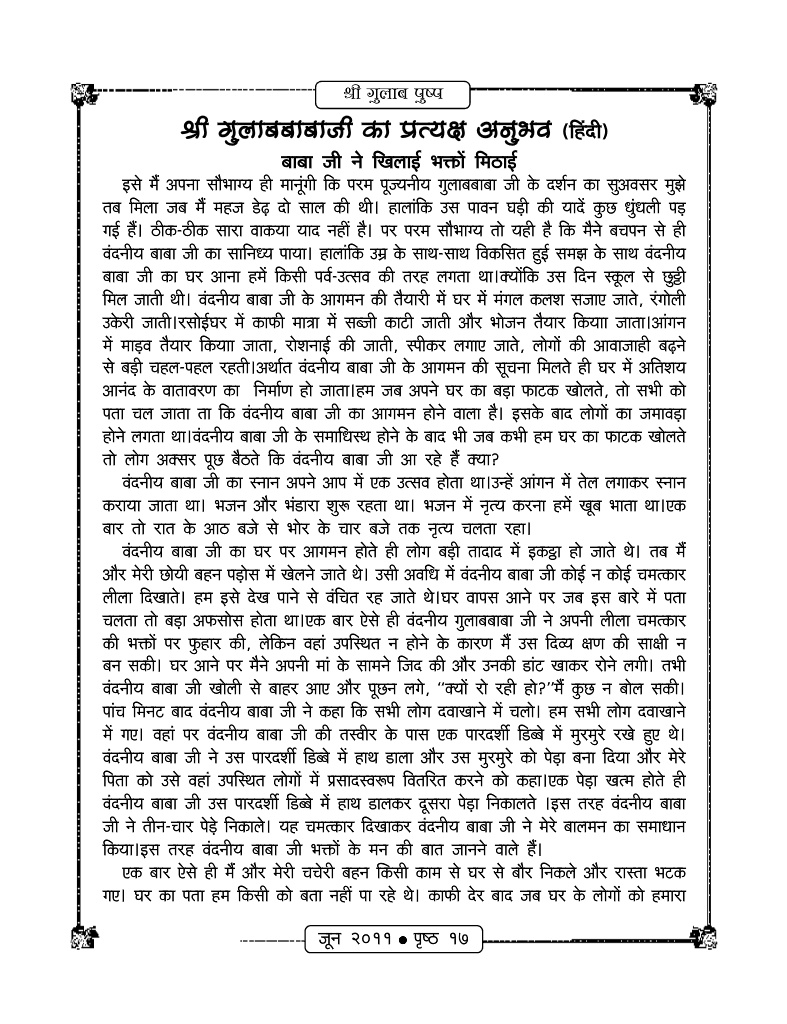 श्री गुलाब पुष्प
श्री गुलाबबाबाजी का प्रत्यक्ष अनुभव (हिंदी)
बाबा जी ने खिलाई भक्तों मिठाई
इसे मैं अपना सौभाग्य ही मानूंगी कि परम पूज्यनीय गुलाबबाबा जी के दर्शन का सुअवसर मुझे
तब मिला जब मैं महज डेढ़ दो साल की थी। हालांकि उस पावन घड़ी की यादें कुछ धुंधली पड़
गई हैं। ठीक-ठीक सारा वाकया याद नहीं है। पर परम सौभाग्य तो यही है कि मैने बचपन से ही
वंदनीय बाबा जी का सानिध्य पाया। हालांकि उम्र के साथ-साथ विकसित हुई समझ के साथ वंदनीय
बाबा जी का घर आना हमें किसी पर्व-उत्सव की तरह लगता था।क्योंकि उस दिन स्कूल से छुट्टी
मिल जाती थी। वंदनीय बाबा जी के आगमन की तैयारी में घर में मंगल कलश सजाए जाते, रंगोली
उकेरी जाती।रसोईघर में काफी मात्रा में सब्जी काटी जाती और भोजन तैयार कियाा जाता।आंगन
में माड़व तैयार कियाा जाता, रोशनाई की जाती, स्पीकर लगाए जाते, लोगों की आवाजाही बढ़ने
से बड़ी चहल-पहल रहती।अर्थात वंदनीय बाबा जी के आगमन की सूचना मिलते ही घर में अतिशय
आनंद के वातावरण का  निर्माण हो जाता।हम जब अपने घर का बड़ा फाटक खोलते, तो सभी को
पता चल जाता ता कि वंदनीय बाबा जी का आगमन होने वाला है। इसके बाद लोगों का जमावड़ा
होने लगता था।वंदनीय बाबा जी के समाधिस्थ होने के बाद भी जब कभी हम घर का फाटक खोलते
तो लोग अक्सर पूछ बैठते कि वंदनीय बाबा जी आ रहे हैं क्या?
वंदनीय बाबा जी का स्नान अपने आप में एक उत्सव होता था।उन्हें आंगन में तेल लगाकर स्नान
कराया जाता था। भजन और भंडारा शुरू रहता था। भजन में नृत्य करना हमें खूब भाता था।एक
बार तो रात के आठ बजे से भोर के चार बजे तक नृत्य चलता रहा।
वंदनीय बाबा जी का घर पर आगमन होते ही लोग बड़ी तादाद में इकट्ठा हो जाते थे। तब मैं
और मेरी छोयी बहन पड़ोस में खेलने जाते थे। उसी अवधि में वंदनीय बाबा जी कोई न कोई चमत्कार
लीला दिखाते। हम इसे देख पाने से वंचित रह जाते थे।घर वापस आने पर जब इस बारे में पता
चलता तो बड़ा अफसोस होता था।एक बार ऐसे ही वंदनीय गुलाबबाबा जी ने अपनी लीला चमत्कार
की भक्तों पर फुहार की, लेकिन वहां उपस्थित न होने के कारण मैं उस दिव्य क्षण की साक्षी न
बन सकी। घर आने पर मैने अपनी मां के सामने जिद की और उनकी डांट खाकर रोने लगी। तभी
वंदनीय बाबा जी खोली से बाहर आए और पूछन लगे, ‘‘क्यों रो रही हो?’’मैं कुछ न बोल सकी।
पांच मिनट बाद वंदनीय बाबा जी ने कहा कि सभी लोग दवाखाने में चलो। हम सभी लोग दवाखाने
में गए। वहां पर वंदनीय बाबा जी की तस्वीर के पास एक पारदर्शी डिब्बे में मुरमुरे रखे हुए थे।
वंदनीय बाबा जी ने उस पारदर्शी डिब्बे में हाथ डाला और उस मुरमुरे को पेड़ा बना दिया और मेरे
पिता को उसे वहां उपस्थित लोगों में प्रसादस्वरूप वितरित करने को कहा।एक पेड़ा खत्म होते ही
वंदनीय बाबा जी उस पारदर्शी डिब्बे में हाथ डालकर दूसरा पेड़ा निकालते ।इस तरह वंदनीय बाबा
जी ने तीन-चार पेड़े निकाले। यह चमत्कार दिखाकर वंदनीय बाबा जी ने मेरे बालमन का समाधान
किया।इस तरह वंदनीय बाबा जी भक्तों के मन की बात जानने वाले हैं।
एक बार ऐसे ही मैं और मेरी चचेरी बहन किसी काम से घर से बौर निकले और रास्ता भटक
गए। घर का पता हम किसी को बता नहीं पा रहे थे। काफी देर बाद जब घर के लोगों को हमारा
जून २०११ ● पृष्ठ १७